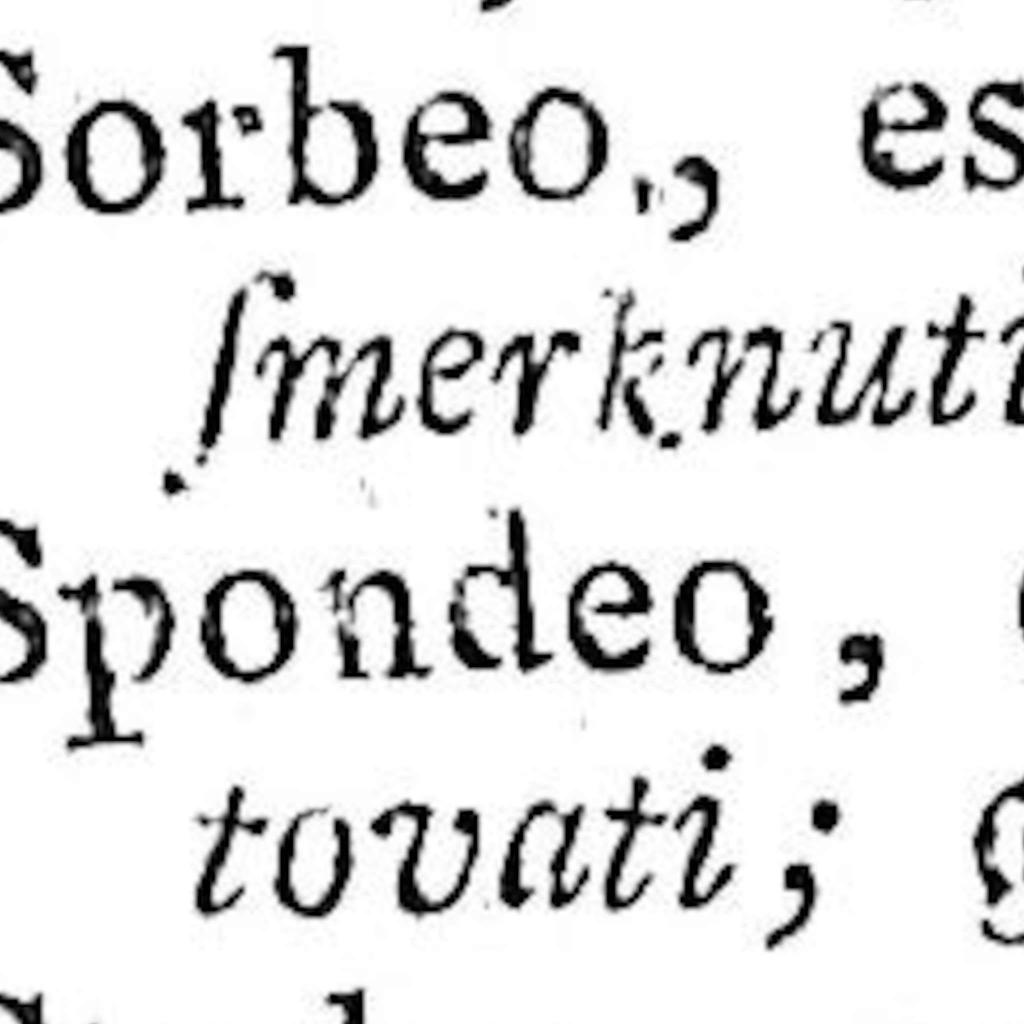 Sorbeo., es
ſmerknuti
Spondeo,
tovati;